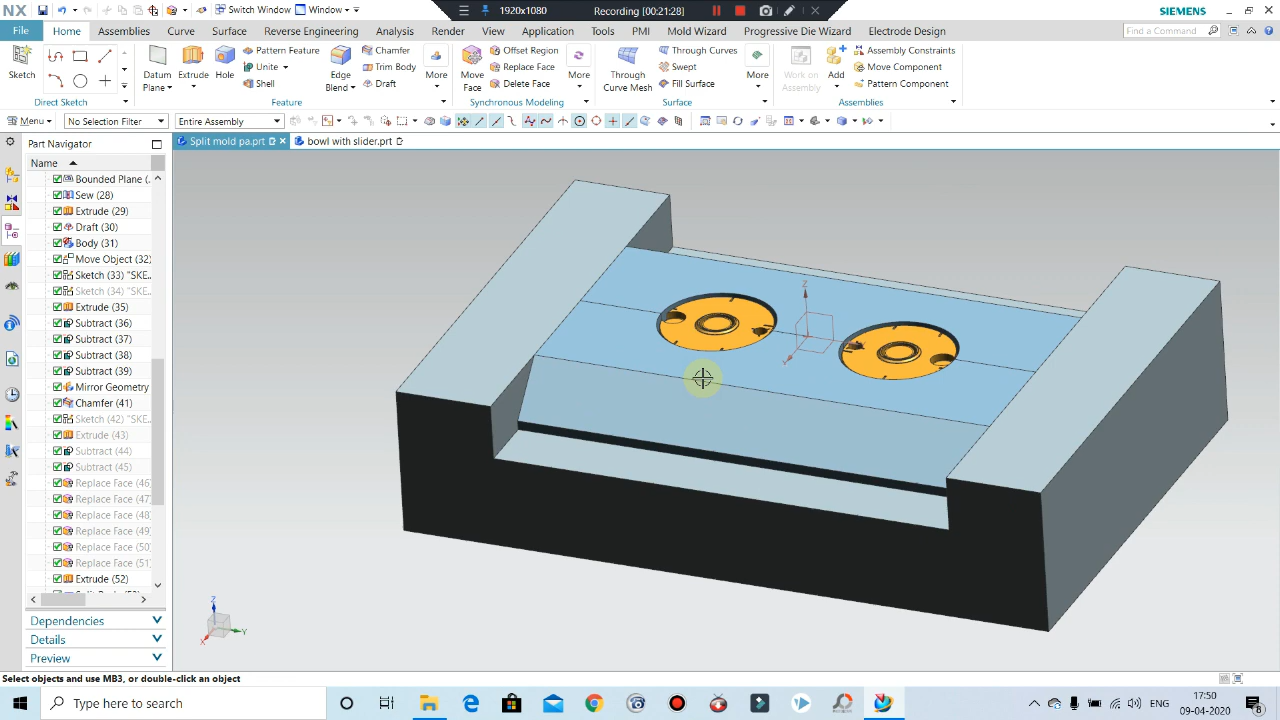 NX
Switch Window
Window
1920x1080
Recording [00:21:28]
SIEMENS
File
Home
Assemblies
Curve
Surface
Reverse Engineering
Analysis
Render
View
Application
Tools
PMI
Mold Wizard
Progressive Die Wizard
Electrode Design
Find a Command
Sketch
Direct Sketch
Datum Plane
Extrude
Hole
Pattern Feature
Unite
Shell
Edge Blend
Chamfer
Trim Body
Draft
More
Feature
Move Face
Offset Region
Replace Face
Delete Face
More
Synchronous Modeling
Through Curve Mesh
Through Curves
Swept
Fill Surface
More
Surface
Work on Assembly
Add
Assembly Constraints
Move Component
Pattern Component
Assemblies
Menu
No Selection Filter
Entire Assembly
Part Navigator
Split mold pa.prt
bowl with slider.prt
Name
Bounded Plane (
Sew (28)
Extrude (29)
Draft (30)
Body (31)
Move Object (32)
Sketch (33) "SKE...
Sketch (34) "SKE...
Extrude (35)
Subtract (36)
Subtract (37)
Subtract (38)
Subtract (39)
Mirror Geometry
Chamfer (41)
Sketch (42) "SKE...
Extrude (43)
Subtract (44)
Subtract (45)
Replace Face (46
Replace Face (47
Replace Face (48
Replace Face (49
Replace Face (50
Replace Face (51
Extrude (52)
Dependencies
Details
Preview
Z
Y
Z
Y
X
Select objects and use MB3, or double-click an object
Type here to search
ENG
17:50
09-04-2020